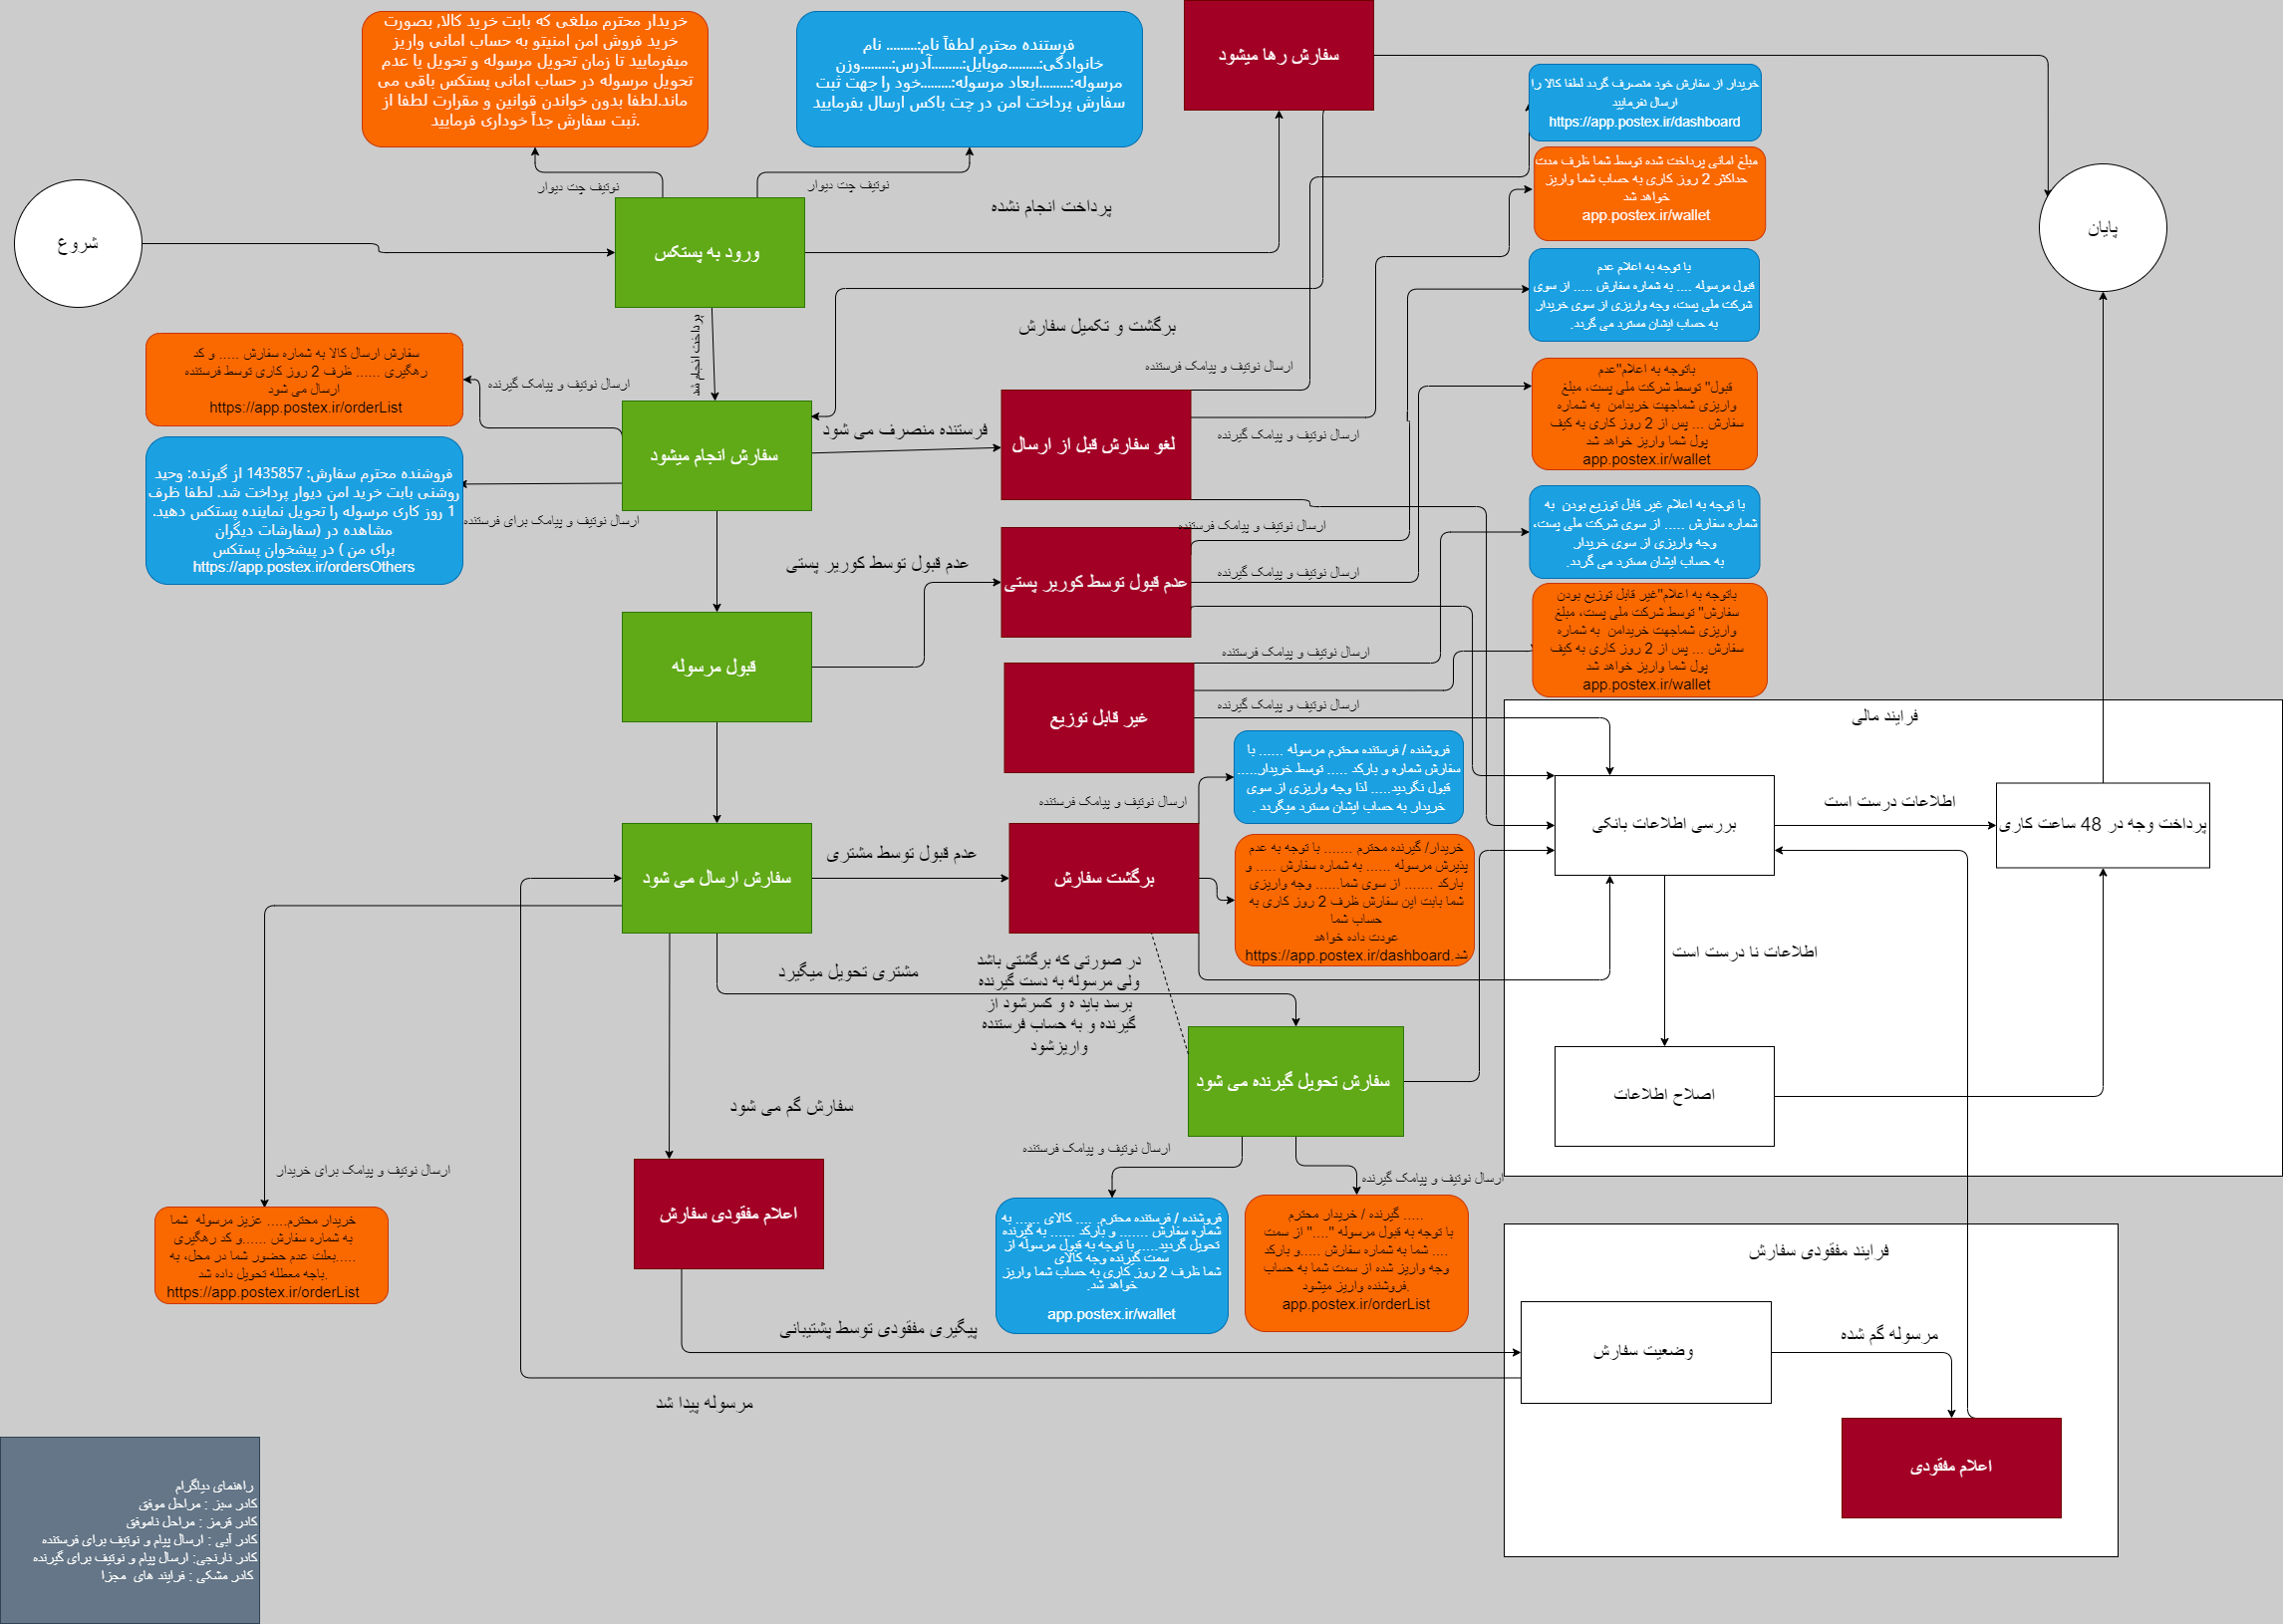 خریدار محترم مبلغی که بابت خرید کالا, بصورت
خرید فروش امن امنیتو به حساب امانی واریز
میفرمایید تا زمان تحویل مرسوله و تحویل یا عدم
تحویل مرسوله در حساب امانی پستکس باقی می
ماند.لطفا بدون خواندن قوانین و مقرارت لطفا از
ثبت سفارش جداً خوداری فرمایید.
فرستنده محترم لطفاً نام:......... نام
خانوادگی:.........موبایل:.........آدرس:.........وزن
مرسوله:.........ابعاد مرسوله:.........خود را جهت ثبت
سفارش پرداخت امن در چت باکس ارسال بفرمایید
سفارش رها میشود
خریدار از سفارش خود منصرف گردید لطفا کالا را
ارسال نفرمایید
https://app.postex.ir/dashboard
مبلغ امانی پرداخت شده توسط شما ظرف مدت
حداکثر 2 روز کاری به حساب شما واریز
خواهد شد
app.postex.ir/wallet
نوتیف چت دیوار
نوتیف چت دیوار
شروع
ورود به پستکس
پرداخت انجام نشده
پایان
با توجه به اعلام عدم
قبول مرسوله .... به شماره سفارش ..... از سوی
شرکت ملی پست، وجه واریزی از سوی خریدار
به حساب ایشان مسترد می گردد.
پرداخت انجام شد
برگشت و تکمیل سفارش
سفارش ارسال کالا به شماره سفارش ..... و کد
رهگیری ...... ظرف 2 روز کاری توسط فرستنده
ارسال می شود
https://app.postex.ir/orderList
ارسال نوتیف و پیامک گیرنده
ارسال نوتیف و پیامک فرستنده
باتوجه به اعلام"عدم
قبول" توسط شرکت ملی پست، مبلغ
واریزی شماجهت خریدامن به شماره
سفارش ... پس از 2 روز کاری به کیف
پول شما واریز خواهد شد
app.postex.ir/wallet
سفارش انجام میشود
فرستنده منصرف می شود
لغو سفارش قبل از ارسال
ارسال نوتیف و پیامک گیرنده
فروشنده محترم سفارش: 1435857 از گیرنده: وحید
روشنی بابت خرید امن دیوار پرداخت شد. لطفا ظرف
1 روز کاری مرسوله را تحویل نماینده پستکس دهید.
مشاهده در (سفارشات دیگران
برای من ) در پیشخوان پستکس
https://app.postex.ir/ordersOthers
ارسال نوتیف و پیامک برای فرستنده
ارسال نوتیف و پیامک فرستنده
با توجه به اعلام غیر قابل توزیع بودن به
شماره سفارش ..... از سوی شرکت ملی پست،
وجه واریزی از سوی خریدار
به حساب ایشان مسترد می گردد.
عدم قبول توسط کوریر پستی
عدم قبول توسط کوریر پستی
ارسال نوتیف و پیامک گیرنده
باتوجه به اعلام"غیر قابل توزیع بودن
سفارش" توسط شرکت ملی پست، مبلغ
واریزی شماجهت خریدامن به شماره
سفارش ... پس از 2 روز کاری به کیف
پول شما واریز خواهد شد
app.postex.ir/wallet
قبول مرسوله
ارسال نوتیف و پیامک فرستنده
غیر قابل توزیع
ارسال نوتیف و پیامک گیرنده
فرایند مالی
فروشنده / فرستنده محترم مرسوله ...... با
سفارش شماره و بارکد ..... توسط خریدار.....
قبول نگردید..... لذا وجه واریزی از سوی
خریدار به حساب ایشان مسترد میگردد .
ارسال نوتیف و پیامک فرستنده
بررسی اطلاعات بانکی
اطلاعات درست است
پرداخت وجه در 48 ساعت کاری
سفارش ارسال می شود
عدم قبول توسط مشتری
برگشت سفارش
خریدار/ گیرنده محترم ....... با توجه به عدم
پذیرش مرسوله ...... به شماره سفارش ..... و
بارکد ....... از سوی شما...... وجه واریزی
شما بابت این سفارش ظرف 2 روز کاری به
حساب شما
عودت داده خواهد
شد.https://app.postex.ir/dashboard
اطلاعات نا درست است
مشتری تحویل میگیرد
در صورتی که برگشتی باشد
ولی مرسوله به دست گیرنده
برسد باید ه و کسرشود از
گیرنده و به حساب فرستنده
واریزشود
سفارش تحویل گیرنده می شود
اصلاح اطلاعات
سفارش گم می شود
ارسال نوتیف و پیامک فرستنده
ارسال نوتیف و پیامک گیرنده
ارسال نوتیف و پیامک برای خریدار
اعلام مفقودی سفارش
خریدار محترم..... عزیز مرسوله شما
به شماره سفارش ......و کد رهگیری
.....بعلت عدم حضور شما در محل، به
باجه معطله تحویل داده شد.
https://app.postex.ir/orderList
فروشنده / فرستنده محترم. .... کالای ...... به
شماره سفارش ....... و بارکد ...... به گیرنده
تحویل گردید..... با توجه به قبول مرسوله از
سمت گیرنده وجه کالای
شما ظرف 2 روز کاری به حساب شما واریز
خواهد شد.
app.postex.ir/wallet
..... گیرنده / خریدار محترم
با توجه به قبول مرسوله "...." از سمت
.... شما به شماره سفارش .....و بارکد
وجه واریز شده از سمت شما به حساب
فروشنده واریز میشود.
app.postex.ir/orderList
فرایند مفقودی سفارش
پیگیری مفقودی توسط پشتیبانی
وضعیت سفارش
مرسوله گم شده
مرسوله پیدا شد
اعلام مفقودی
راهنمای دیاگرام
کادر سبز : مراحل موفق
کادر قرمز : مراحل ناموفق
کادر آبی : ارسال پیام و نوتیف برای فرستنده
کادر نارنجی: ارسال پیام و نوتیف برای گیرنده
کادر مشکی : فرایند های مجزا